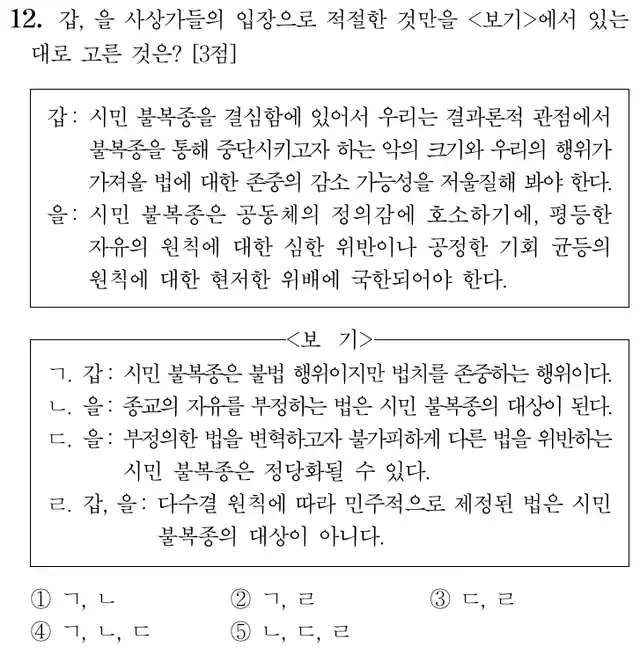 12. 갑, 을 사상가들의 입장으로 적절한 것만을 <보기>에서 있는
대로 고른 것은? [3점]
갑: 시민 불복종을 결심함에 있어서 우리는 결과론적 관점에서
불복종을 통해 중단시키고자 하는 악의 크기와 우리의 행위가
가져올 법에 대한 존중의 감소 가능성을 저울질해 봐야 한다.
을: 시민 불복종은 공동체의 정의감에 호소하기에, 평등한
자유의 원칙에 대한 심한 위반이나 공정한 기회 균등의
원칙에 대한 현저한 위배에 국한되어야 한다.
<보 기>
ㄱ. 갑: 시민 불복종은 불법 행위이지만 법치를 존중하는 행위이다.
ㄴ. 을: 종교의 자유를 부정하는 법은 시민 불복종의 대상이 된다.
ㄷ. 을: 부정의한 법을 변혁하고자 불가피하게 다른 법을 위반하는
시민 불복종은 정당화될 수 있다.
ㄹ. 갑, 을: 다수결 원칙에 따라 민주적으로 제정된 법은 시민
불복종의 대상이 아니다.
① ㄱ, ㄴ ② ㄱ, ㄹ ③ ㄷ, ㄹ
④ ㄱ, ㄴ, ㄷ ⑤ ㄴ, ㄷ, ㄹ